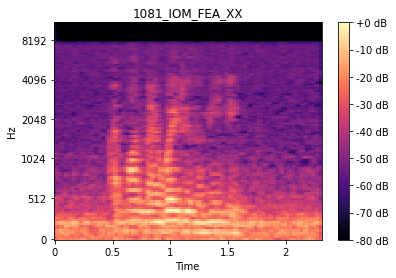 1081_IOM_FEA_XX
+0 dB
8192
-10 dB
4096
-20 dB
-30 dB
2048
Hz
-40 dB
1024
-50 dB
512
-60 dB
-70 dB
0
-80 dB
0 0.5 1 1.5 2
Time